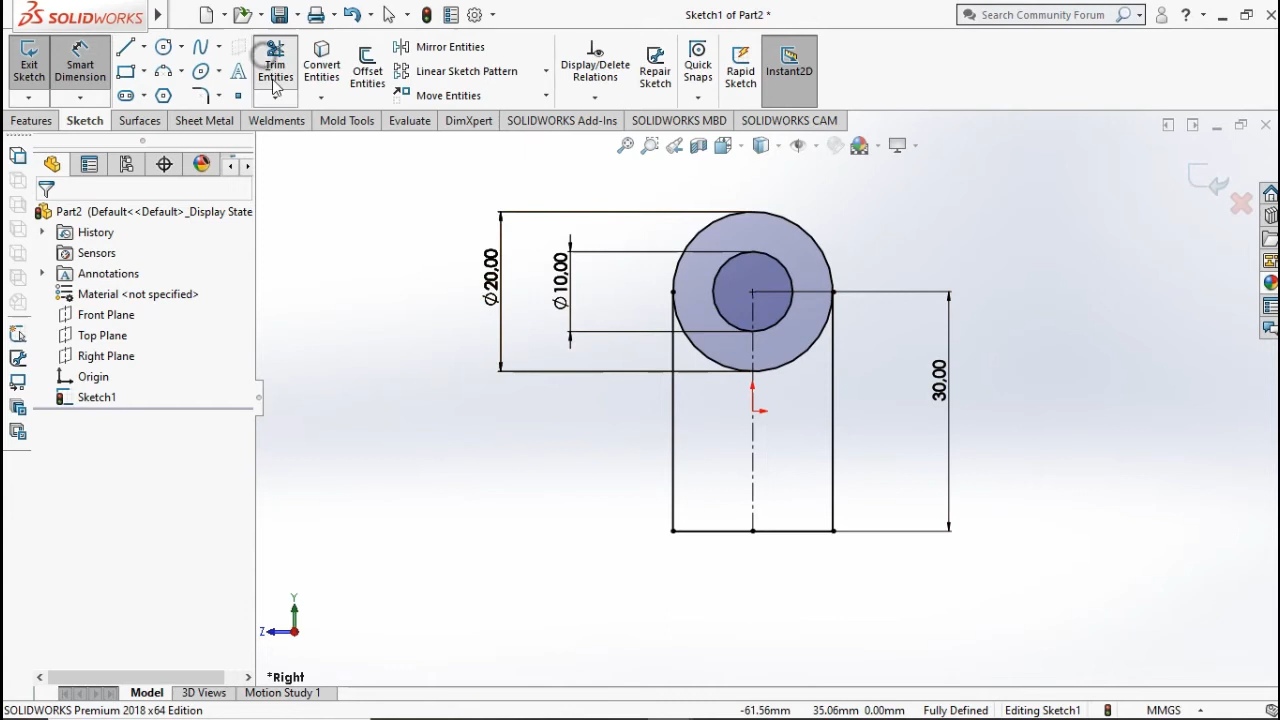 SOLIDWORKS
Sketch1 of Part2 *
Search Community Forum
?
Exit Sketch
Smart Dimension
Trim Entities
Convert Entities
Offset Entities
Mirror Entities
Linear Sketch Pattern
Move Entities
Display/Delete Relations
Repair Sketch
Quick Snaps
Rapid Sketch
Instant2D
Features
Sketch
Surfaces
Sheet Metal
Weldments
Mold Tools
Evaluate
DimXpert
SOLIDWORKS Add-Ins
SOLIDWORKS MBD
SOLIDWORKS CAM
Part2 (Default<<Default>_Display State
History
Sensors
Annotations
Material <not specified>
Front Plane
Top Plane
Right Plane
Origin
Sketch1
Ø20,00
Ø10,00
30,00
Y
Z
*Right
Model
3D Views
Motion Study 1
SOLIDWORKS Premium 2018 x64 Edition
-61.56mm
35.06mm 0.00mm
Fully Defined
Editing Sketch1
MMGS